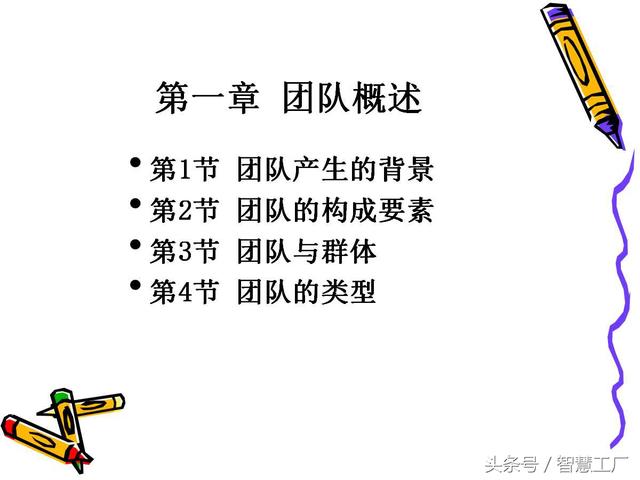 第一章 团队概述
• 第1节 团队产生的背景
• 第2节 团队的构成要素
• 第3节 团队与群体
• 第4节 团队的类型
头条号 / 智慧工厂